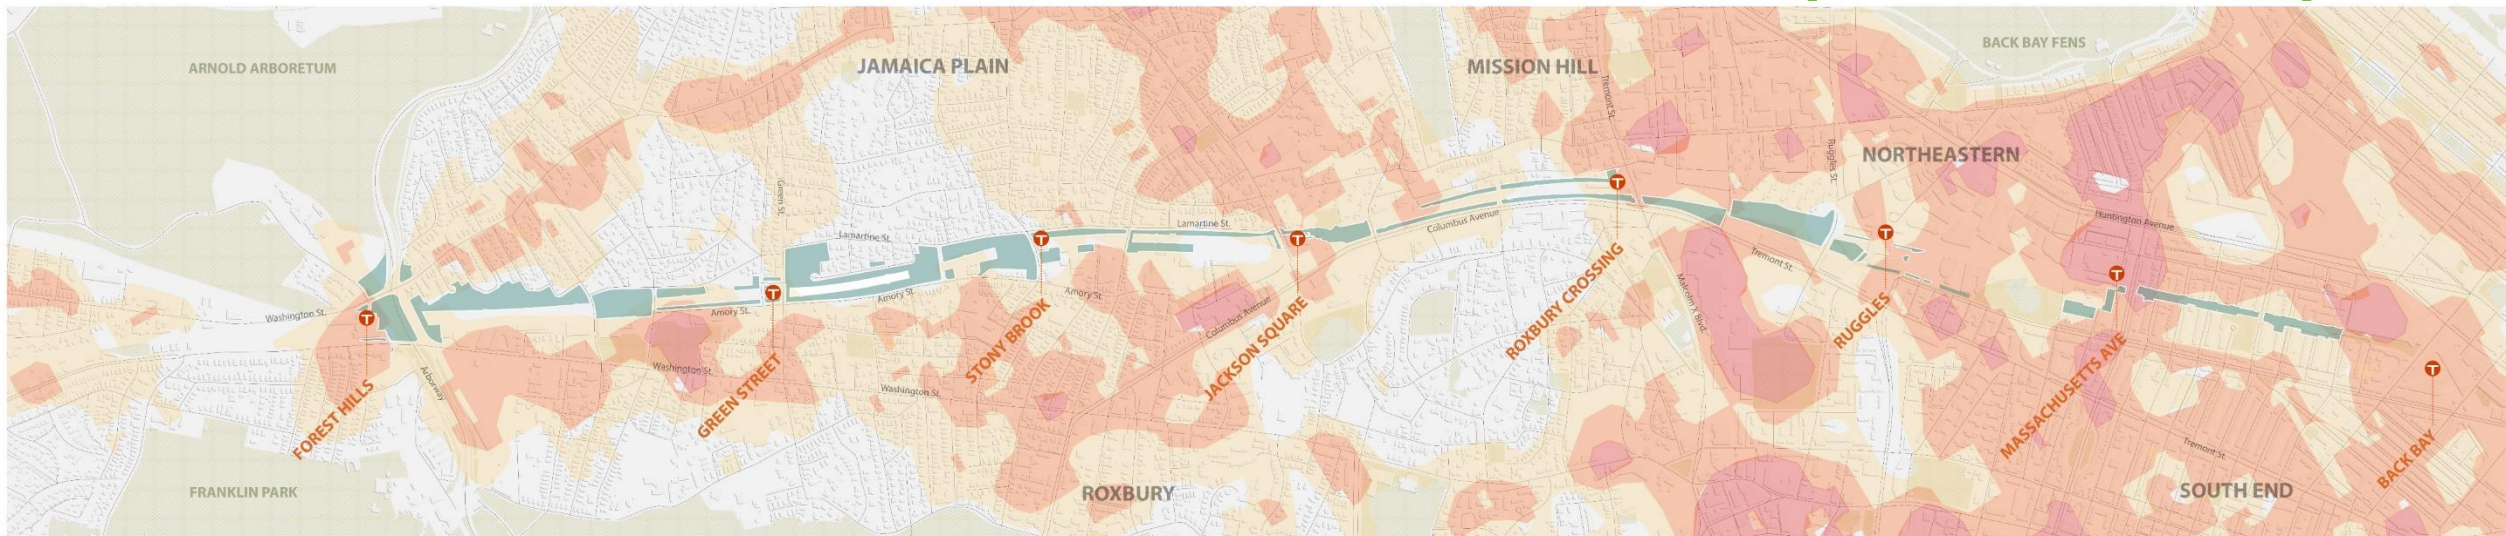 ARNOLD ARBORETUM
JAMAICA PLAIN
MISSION HILL
BACK BAY FENS
Tremont St.
Ruggles St.
NORTHEASTERN
Green St.
Lamartine St.
Lamartine St.
Columbus Avenue
Huntington Avenue
Tremont St.
T
T
T
T
T
T
T
T
T
Washington St.
Amory St.
Amory St.
Amory St.
Columbus Avenue
Malcolm X Blvd.
Arborway
Washington St.
Washington St.
FOREST HILLS
GREEN STREET
STONY BROOK
JACKSON SQUARE
ROXBURY CROSSING
RUGGLES
MASSACHUSETTS AVE
BACK BAY
Tremont St.
FRANKLIN PARK
ROXBURY
SOUTH END